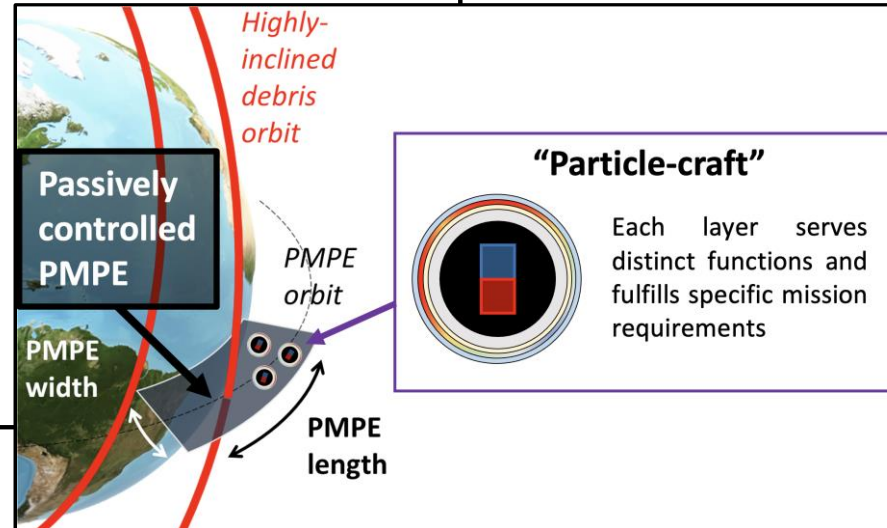 Highly-
inclined
debris
orbit
Passively
controlled
PMPE
PMPE
orbit
PMPE
width
PMPE
length
“Particle-craft”
Each layer serves
distinct functions and
fulfills specific mission
requirements